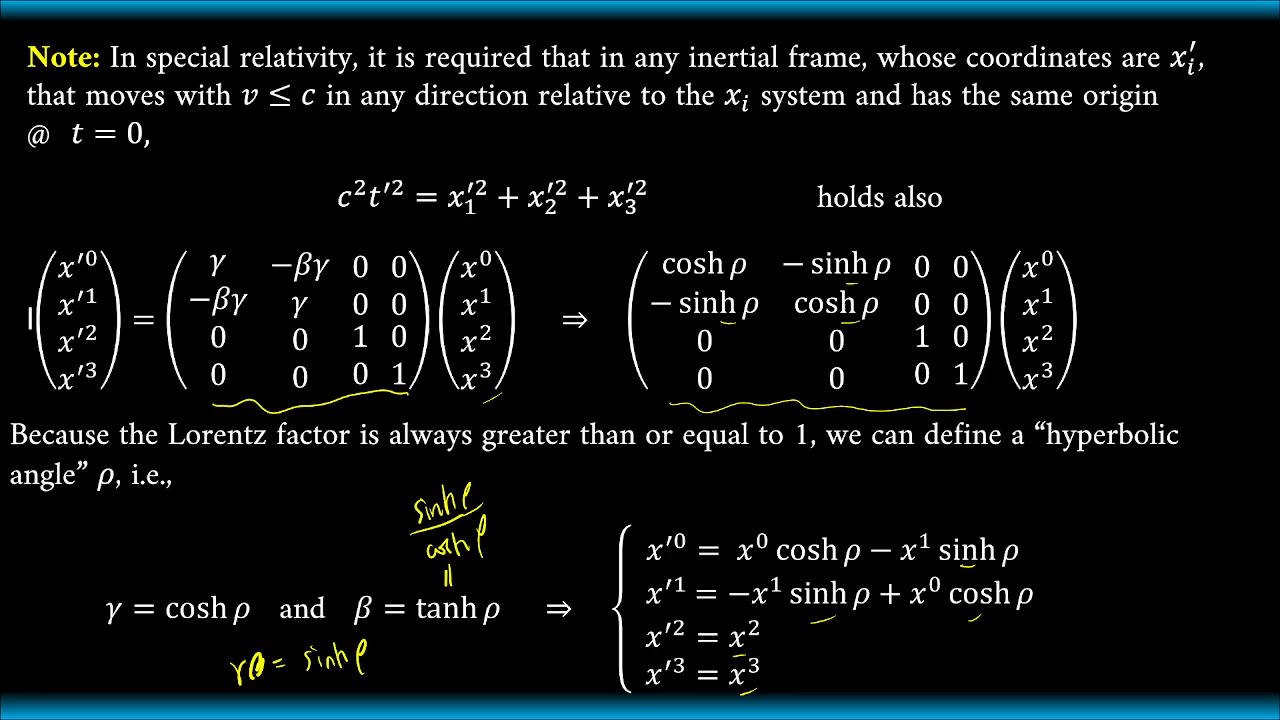 Note: In special relativity, it is required that in any inertial frame, whose coordinates are x′ᵢ,
that moves with v ≤ c in any direction relative to the xᵢ system and has the same origin
@ t = 0,
c²t′² = x₁′² + x₂′² + x₃′² holds also
(x′⁰) = (γ −βγ 0 0) (x⁰) ⇒ (cosh ρ − sinh ρ 0 0) (x⁰)
(x′¹) (−βγ γ 0 0) (x¹) (− sinh ρ cosh ρ 0 0) (x¹)
(x′²) (0 0 1 0) (x²) (0 0 1 0) (x²)
(x′³) (0 0 0 1) (x³) (0 0 0 1) (x³)
Because the Lorentz factor is always greater than or equal to 1, we can define a “hyperbolic
angle” ρ, i.e.,
sinh ρ
cosh ρ
=
γ = cosh ρ and β = tanh ρ ⇒
γβ = sinh ρ
x′⁰ = x⁰ cosh ρ − x¹ sinh ρ
x′¹ = −x¹ sinh ρ + x⁰ cosh ρ
x′² = x²
x′³ = x³